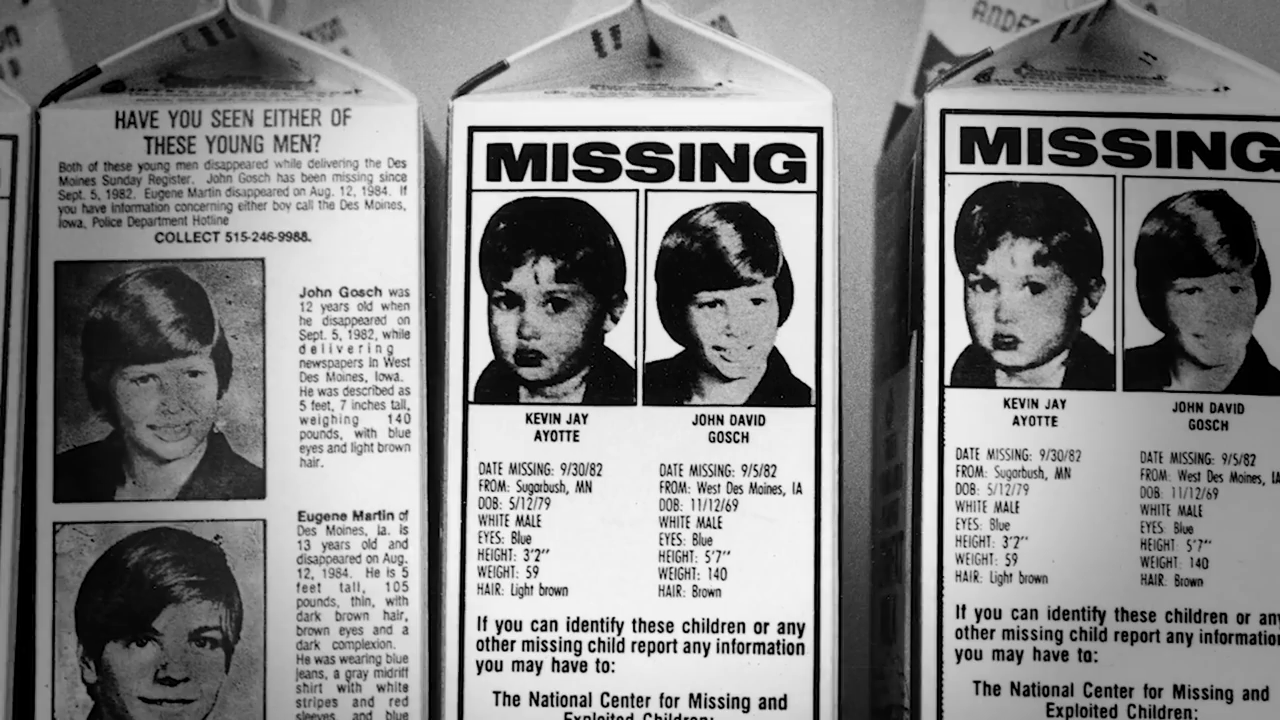 HAVE YOU SEEN EITHER OF
THESE YOUNG MEN?
Both of these young men disappeared while delivering the Des
Moines Sunday Register. John Gosch has been missing since
Sept. 5, 1982. Eugene Martin disappeared on Aug. 12, 1984. If
you have information concerning either boy call the Des Moines,
Iowa, Police Department Hotline
COLLECT 515-246-9988.
John Gosch was
12 years old when
he disappeared on
Sept. 5, 1982, while
delivering
newspapers in West
Des Moines, Iowa.
He was described as
5 feet, 7 inches tall,
weighing 140
pounds, with blue
eyes and light brown
hair.
Eugene Martin of
Des Moines, Ia. is
13 years old and
disappeared on Aug.
12, 1984. He is 5
feet tall, 105
pounds, thin, with
dark brown hair,
brown eyes and a
dark complexion.
He was wearing blue
jeans, a gray midriff
shirt with white
stripes and red
sleeves, and blue
MISSING
KEVIN JAY
AYOTTE
DATE MISSING: 9/30/82
FROM: Sugarbush, MN
DOB: 5/12/79
WHITE MALE
EYES: Blue
HEIGHT: 3'2"
WEIGHT: 59
HAIR: Light brown
JOHN DAVID
GOSCH
DATE MISSING: 9/5/82
FROM: West Des Moines, IA
DOB: 11/12/69
WHITE MALE
EYES: Blue
HEIGHT: 5'7"
WEIGHT: 140
HAIR: Brown
If you can identify these children or any
other missing child report any information
you may have to:
The National Center for Missing and
Exploited Children:
MISSING
KEVIN JAY
AYOTTE
DATE MISSING: 9/30/82
FROM: Sugarbush, MN
DOB: 5/12/79
WHITE MALE
EYES: Blue
HEIGHT: 3'2"
WEIGHT: 59
HAIR: Light brown
JOHN DAVID
GOSCH
DATE MISSING: 9/5/82
FROM: West Des Moines, IA
DOB: 11/12/69
WHITE MALE
EYES: Blue
HEIGHT: 5'7"
WEIGHT: 140
HAIR: Brown
If you can identify these children or any
other missing child report any information
you may have to:
The National Center for Missing and
Exploited Children: